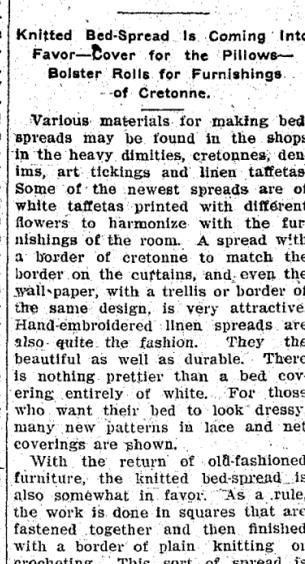 Knitted Bed-Spread Is Coming Into
Favor—Cover for the Pillows—
Bolster Rolls for Furnishings
of Cretonne.
Various materials for making bed
spreads may be found in the shops
in the heavy dimities, cretonnes, den
ims, art tickings and linen taffetas
Some of the newest spreads are of
white taffetas printed with different
flowers to harmonize with the fur
nishings of the room. A spread with
a border of cretonne to match the
border on the curtains, and even the
wall-paper, with a trellis or border of
the same design, is very attractive
Hand-embroidered linen spreads are
also quite the fashion. They the
beautiful as well as durable. There
is nothing prettier than a bed cov
ering entirely of white. For those
who want their bed to look dressy
many new patterns in lace and net
coverings are shown.
With the return of old-fashioned
furniture, the knitted bed-spread is
also somewhat in favor. As a rule,
the work is done in squares that are
fastened together and then finished
with a border of plain knitting or
crocheting. This sort of spread is